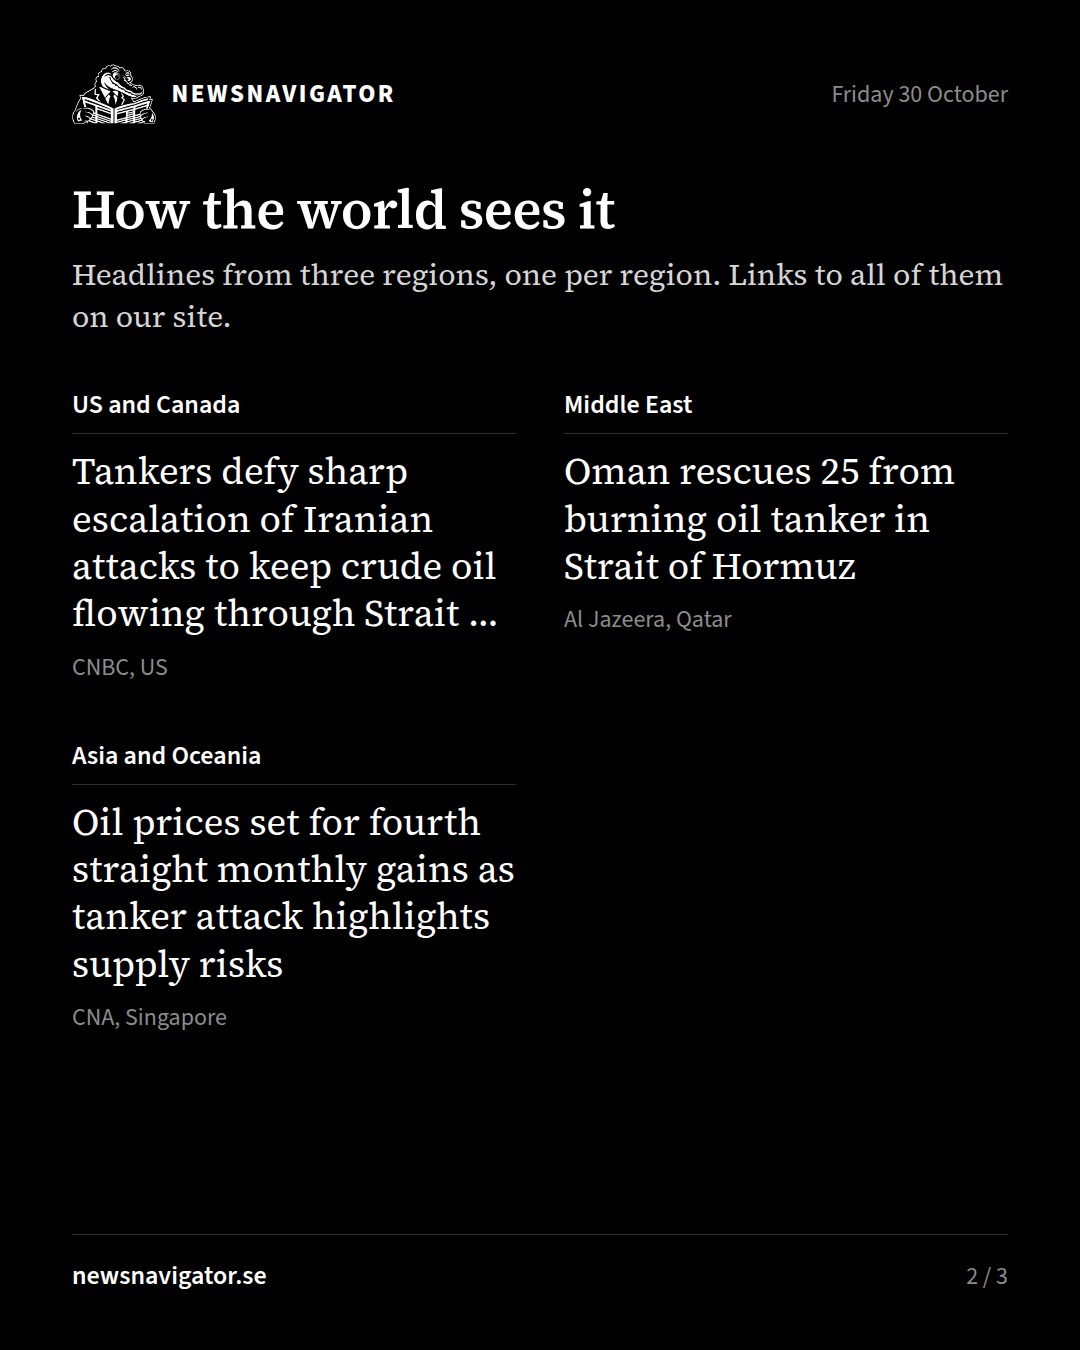 NEWSNAVIGATOR
Friday 30 October
How the world sees it
Headlines from three regions, one per region. Links to all of them
on our site.
US and Canada
Tankers defy sharp
escalation of Iranian
attacks to keep crude oil
flowing through Strait ...
CNBC, US
Middle East
Oman rescues 25 from
burning oil tanker in
Strait of Hormuz
Al Jazeera, Qatar
Asia and Oceania
Oil prices set for fourth
straight monthly gains as
tanker attack highlights
supply risks
CNA, Singapore
newsnavigator.se
2 / 3